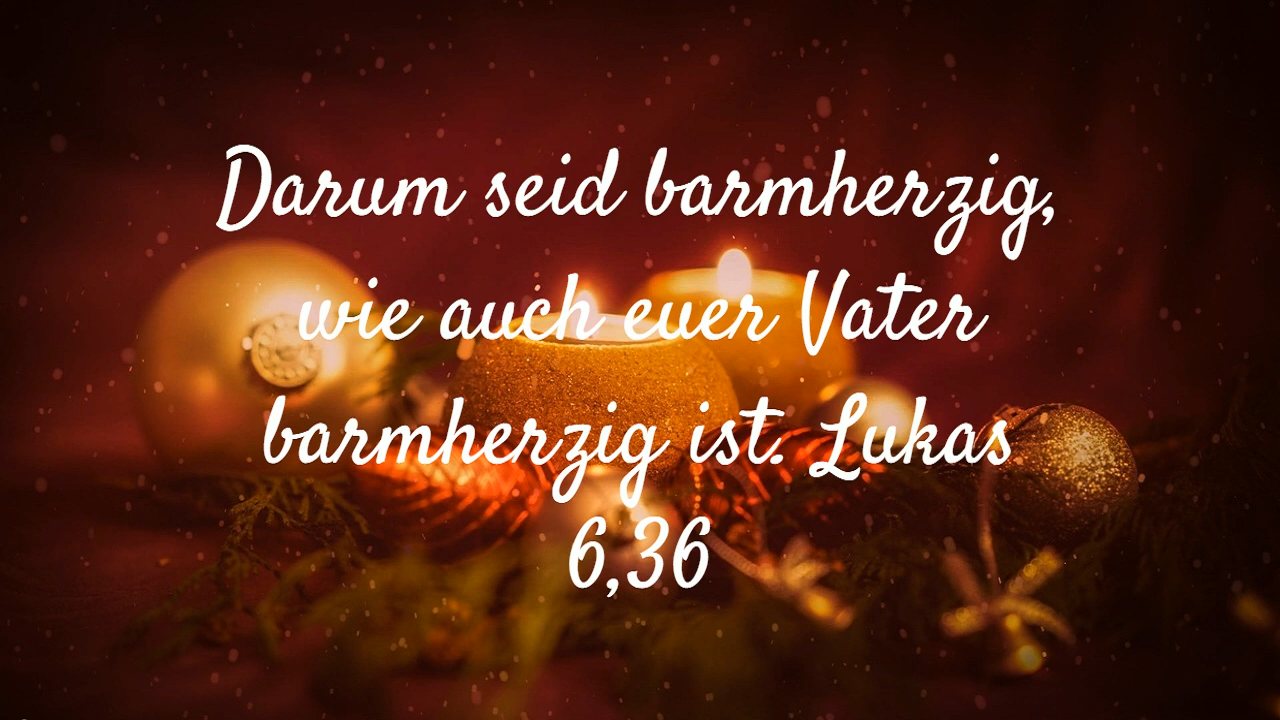 Darum seid barmherzig,
wie auch euer Vater
barmherzig ist. Lukas
6,36